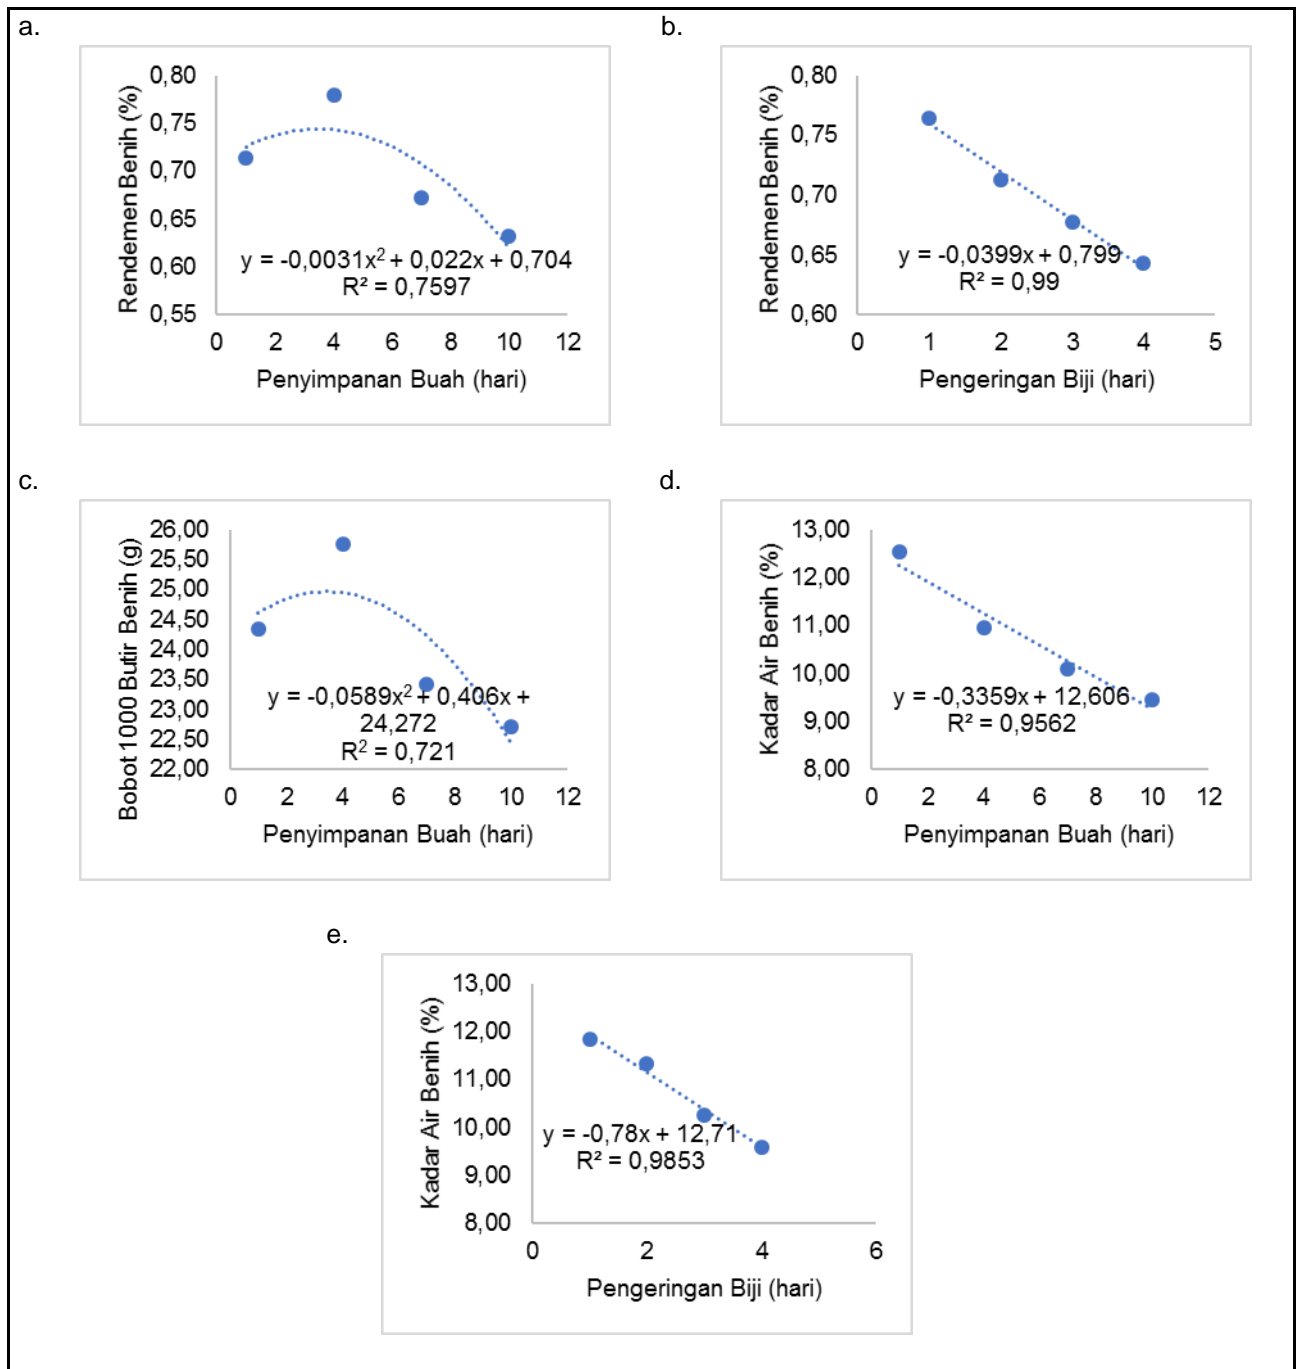 a.
Rendemen Benih (%)
0,80
0,75
0,70
0,65
0,60
0,55
y = -0,0031x² + 0,022x + 0,704
R² = 0,7597
0 2 4 6 8 10 12
Penyimpanan Buah (hari)
b.
Rendemen Benih (%)
0,80
0,75
0,70
0,65
0,60
y = -0,0399x + 0,799
R² = 0,99
0 1 2 3 4 5
Pengeringan Biji (hari)
c.
Bobot 1000 Butir Benih (g)
26,00
25,50
25,00
24,50
24,00
23,50
23,00
22,50
22,00
y = -0,0589x² + 0,406x +
24,272
R² = 0,721
0 2 4 6 8 10 12
Penyimpanan Buah (hari)
d.
Kadar Air Benih (%)
13,00
12,00
11,00
10,00
9,00
8,00
y = -0,3359x + 12,606
R² = 0,9562
0 2 4 6 8 10 12
Penyimpanan Buah (hari)
e.
Kadar Air Benih (%)
13,00
12,00
11,00
10,00
9,00
8,00
y = -0,78x + 12,71
R² = 0,9853
0 2 4 6
Pengeringan Biji (hari)